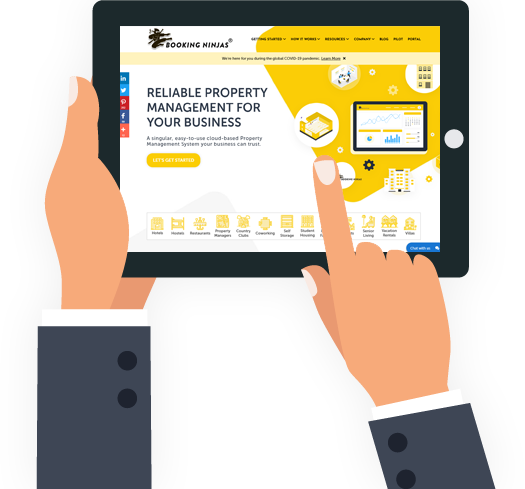 BOOKING NINJAS®
GETTING STARTED HOW IT WORKS RESOURCES COMPANY BLOG PILOT PORTAL
We're here for you during the global COVID-19 pandemic. Learn More ✖
RELIABLE PROPERTY
MANAGEMENT FOR
YOUR BUSINESS
A singular, easy-to-use cloud-based Property
Management System your business can trust.
LET'S GET STARTED
Hotels Hostels Restaurants Property Managers Country Clubs Coworking Self Storage Student Housing Senior Living Vacation Rentals Villas
Chat with us